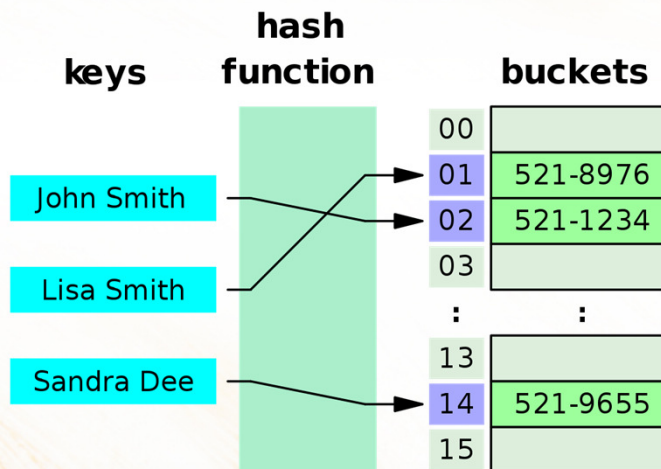 keys
hash
function
buckets
John Smith
Lisa Smith
Sandra Dee
00
01 521-8976
02 521-1234
03
: :
13
14 521-9655
15